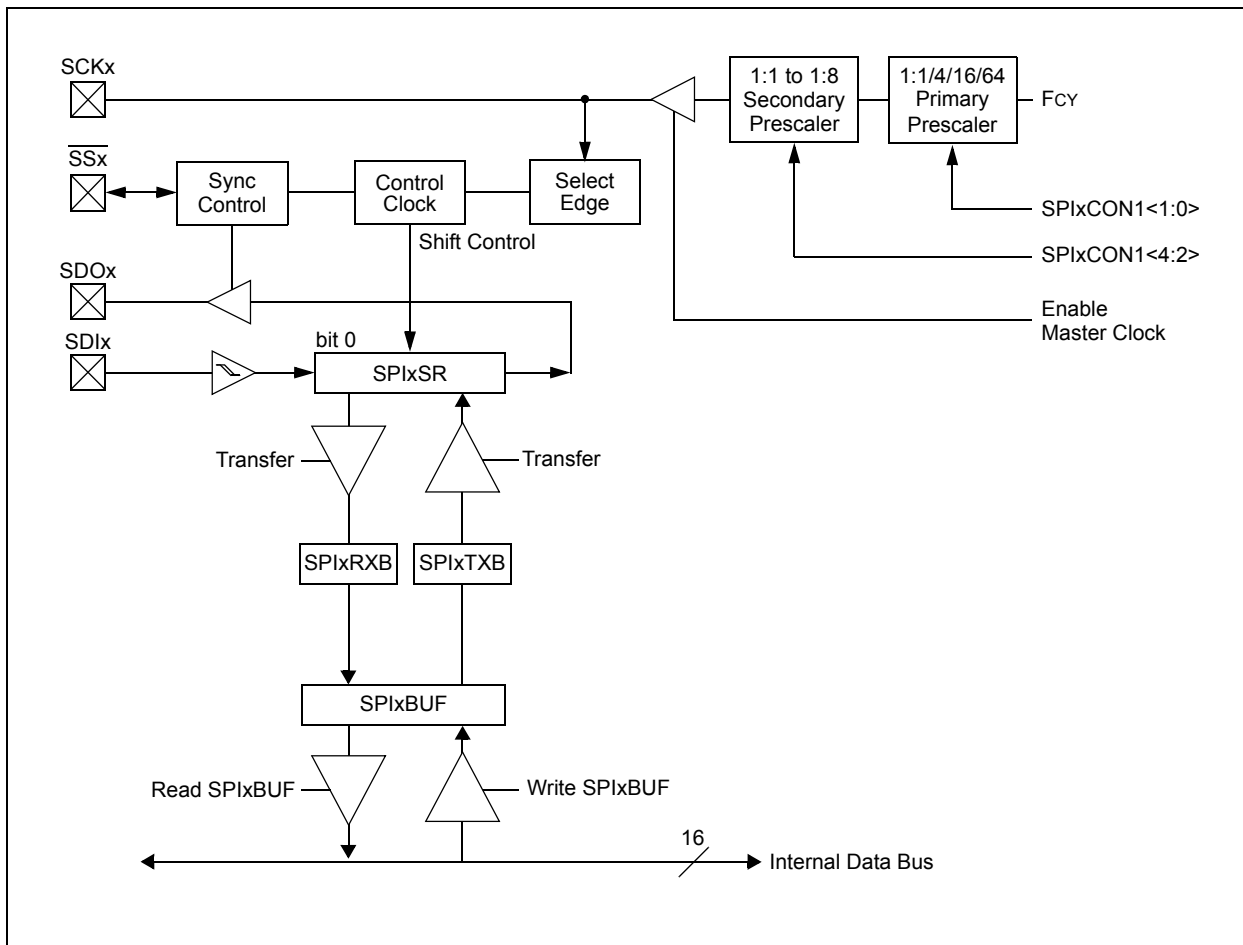 SCKx
1:1 to 1:8
Secondary
Prescaler
1:1/4/16/64
Primary
Prescaler
FCY
SSx
Sync
Control
Control
Clock
Select
Edge
SPIxCON1<1:0>
Shift Control
SPIxCON1<4:2>
SDOx
Enable
Master Clock
SDIx
bit 0
SPIxSR
Transfer
Transfer
SPIxRXB
SPIxTXB
SPIxBUF
Read SPIxBUF
Write SPIxBUF
16
Internal Data Bus